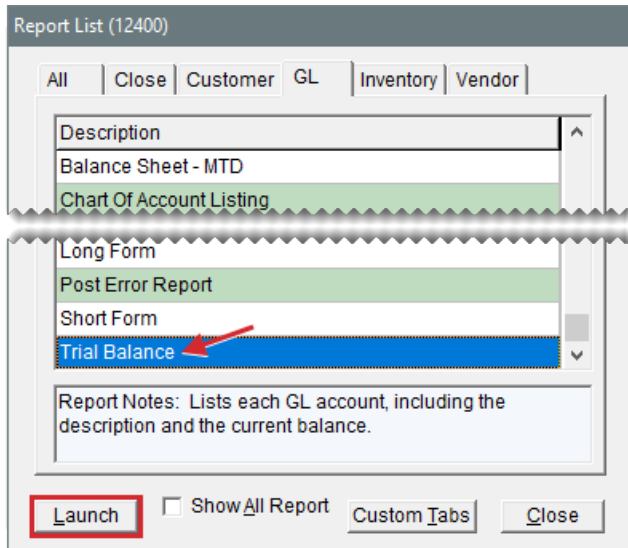 Report List (12400)
All Close Customer GL Inventory Vendor
Description
Balance Sheet - MTD
Chart Of Account Listing
Long Form
Post Error Report
Short Form
Trial Balance
Report Notes: Lists each GL account, including the
description and the current balance.
Launch Show All Report Custom Tabs Close